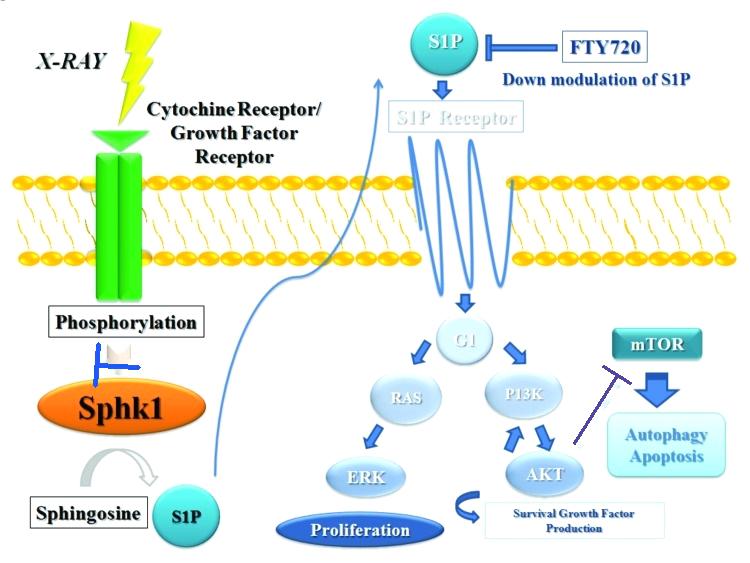 X-RAY
Cytochine Receptor/
Growth Factor
Receptor
S1P
FTY720
Down modulation of S1P
S1P Receptor
Phosphorylation
Sphk1
Sphingosine
S1P
G1
RAS
P13K
ERK
AKT
Proliferation
Survival Growth Factor
Production
mTOR
Autophagy
Apoptosis